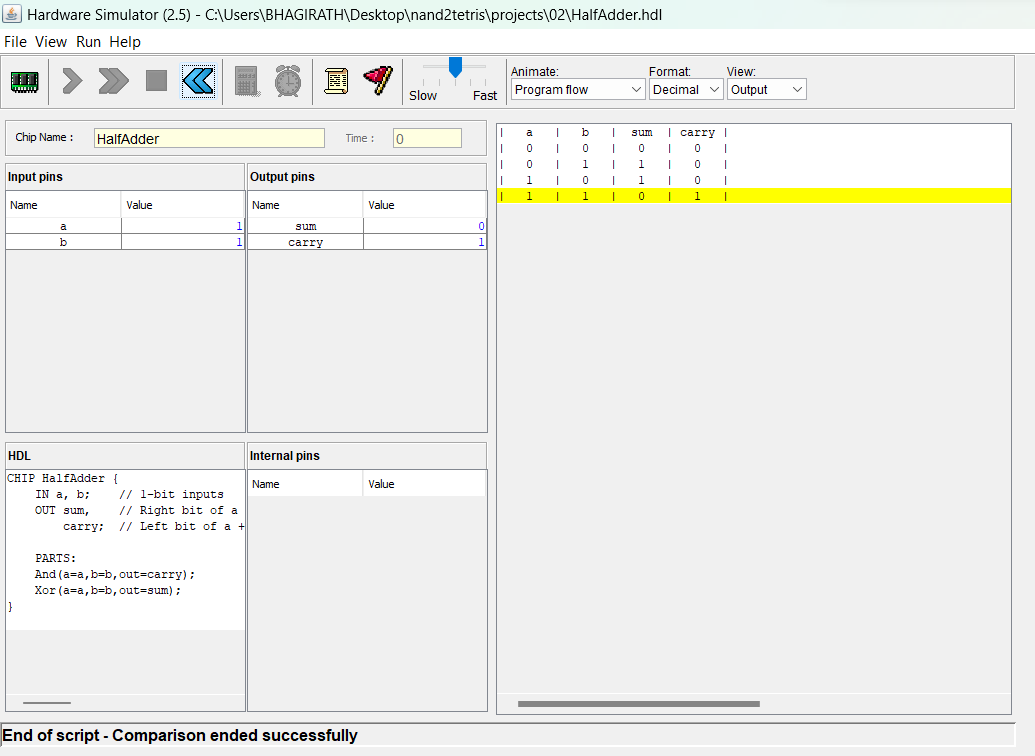 Hardware Simulator (2.5) - C:\Users\BHAGIRATH\Desktop\nand2tetris\projects\02\HalfAdder.hdl
File View Run Help
Slow Fast
Animate: Format: View:
Program flow Decimal Output
Chip Name : HalfAdder Time : 0
Input pins
Name Value
a 1
b 1
Output pins
Name Value
sum 0
carry 1
HDL
CHIP HalfAdder {
    IN a, b;    // 1-bit inputs
    OUT sum,    // Right bit of a
        carry;  // Left bit of a +
    PARTS:
    And(a=a,b=b,out=carry);
    Xor(a=a,b=b,out=sum);
}
Internal pins
Name Value
| a | b | sum | carry |
| 0 | 0 | 0 | 0 |
| 0 | 1 | 1 | 0 |
| 1 | 0 | 1 | 0 |
| 1 | 1 | 0 | 1 |
End of script - Comparison ended successfully